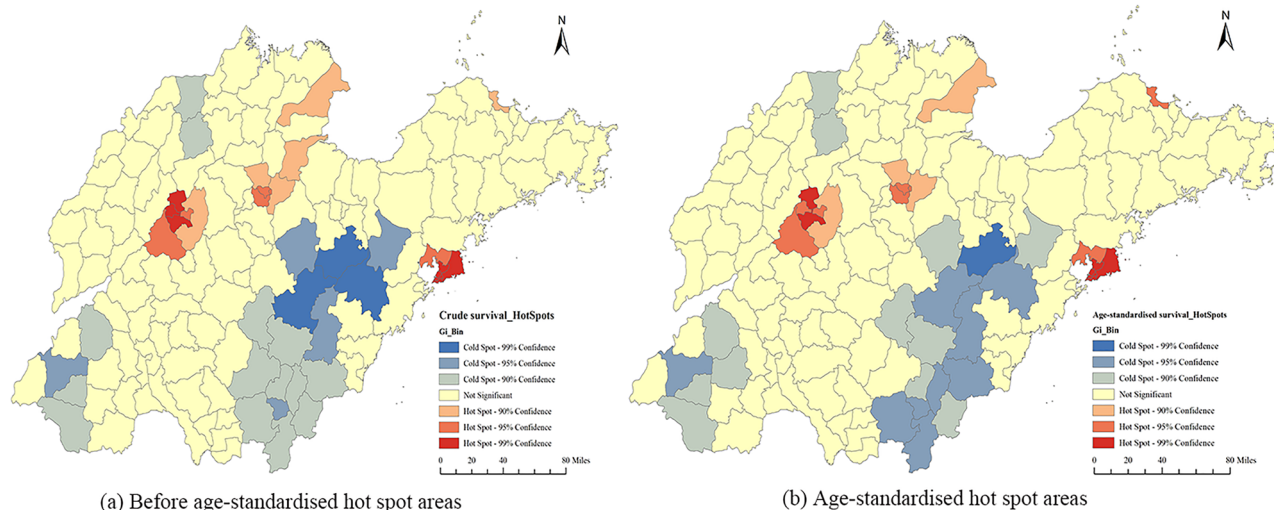 N
Crude survival_HotSpots
Gi_Bin
Cold Spot - 99% Confidence
Cold Spot - 95% Confidence
Cold Spot - 90% Confidence
Not Significant
Hot Spot - 90% Confidence
Hot Spot - 95% Confidence
Hot Spot - 99% Confidence
0 20 40 80 Miles
(a) Before age-standardised hot spot areas
N
Age-standardised survival_HotSpots
Gi_Bin
Cold Spot - 99% Confidence
Cold Spot - 95% Confidence
Cold Spot - 90% Confidence
Not Significant
Hot Spot - 90% Confidence
Hot Spot - 95% Confidence
Hot Spot - 99% Confidence
0 20 40 80 Miles
(b) Age-standardised hot spot areas